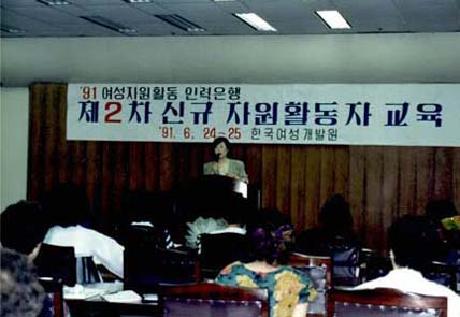 '91 여성자원활동 인력은행
제2차 신규 자원활동자 교육
'91. 6. 24-25 한국여성개발원